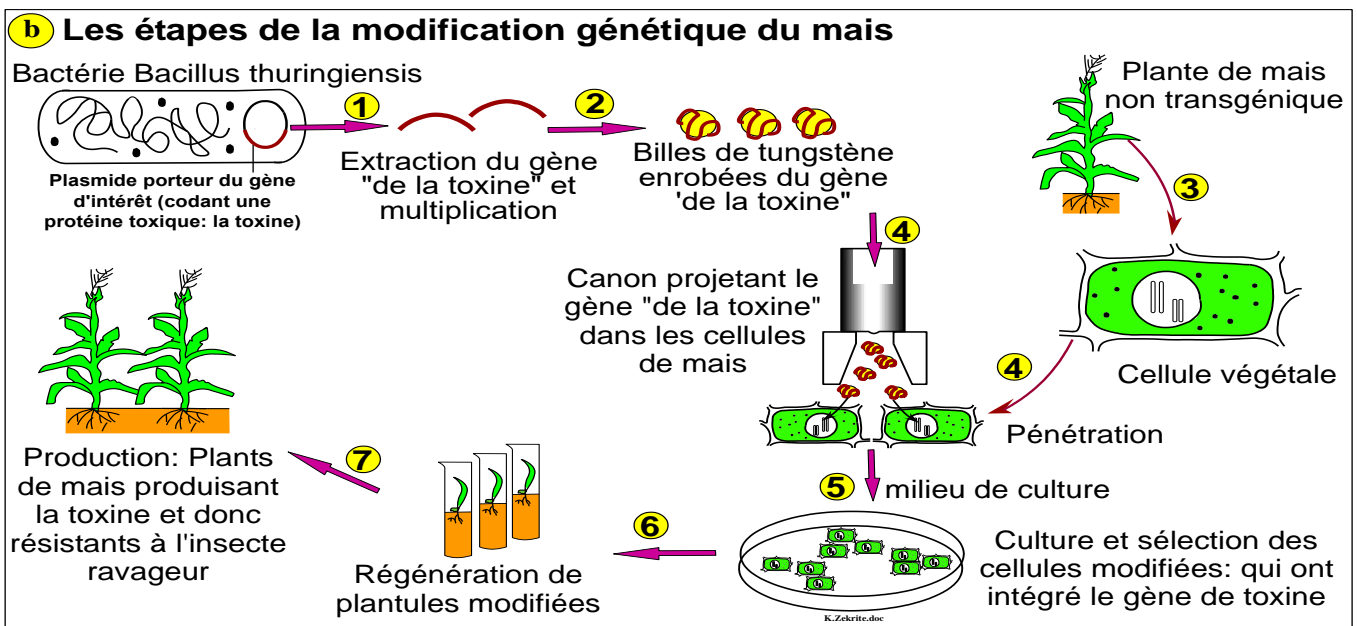 b Les étapes de la modification génétique du mais
Bactérie Bacillus thuringiensis
1
2
Plasmide porteur du gène
d'intérêt (codant une
protéine toxique: la toxine)
Extraction du gène
"de la toxine" et
multiplication
Billes de tungstène
enrobées du gène
'de la toxine"
Plante de mais
non transgénique
3
4
Canon projetant le
gène "de la toxine"
dans les cellules
de mais
Cellule végétale
4
Pénétration
5 milieu de culture
Culture et sélection des
cellules modifiées: qui ont
intégré le gène de toxine
6
Régénération de
plantules modifiées
7
Production: Plants
de mais produisant
la toxine et donc
résistants à l'insecte
ravageur
K.Zekrite.doc